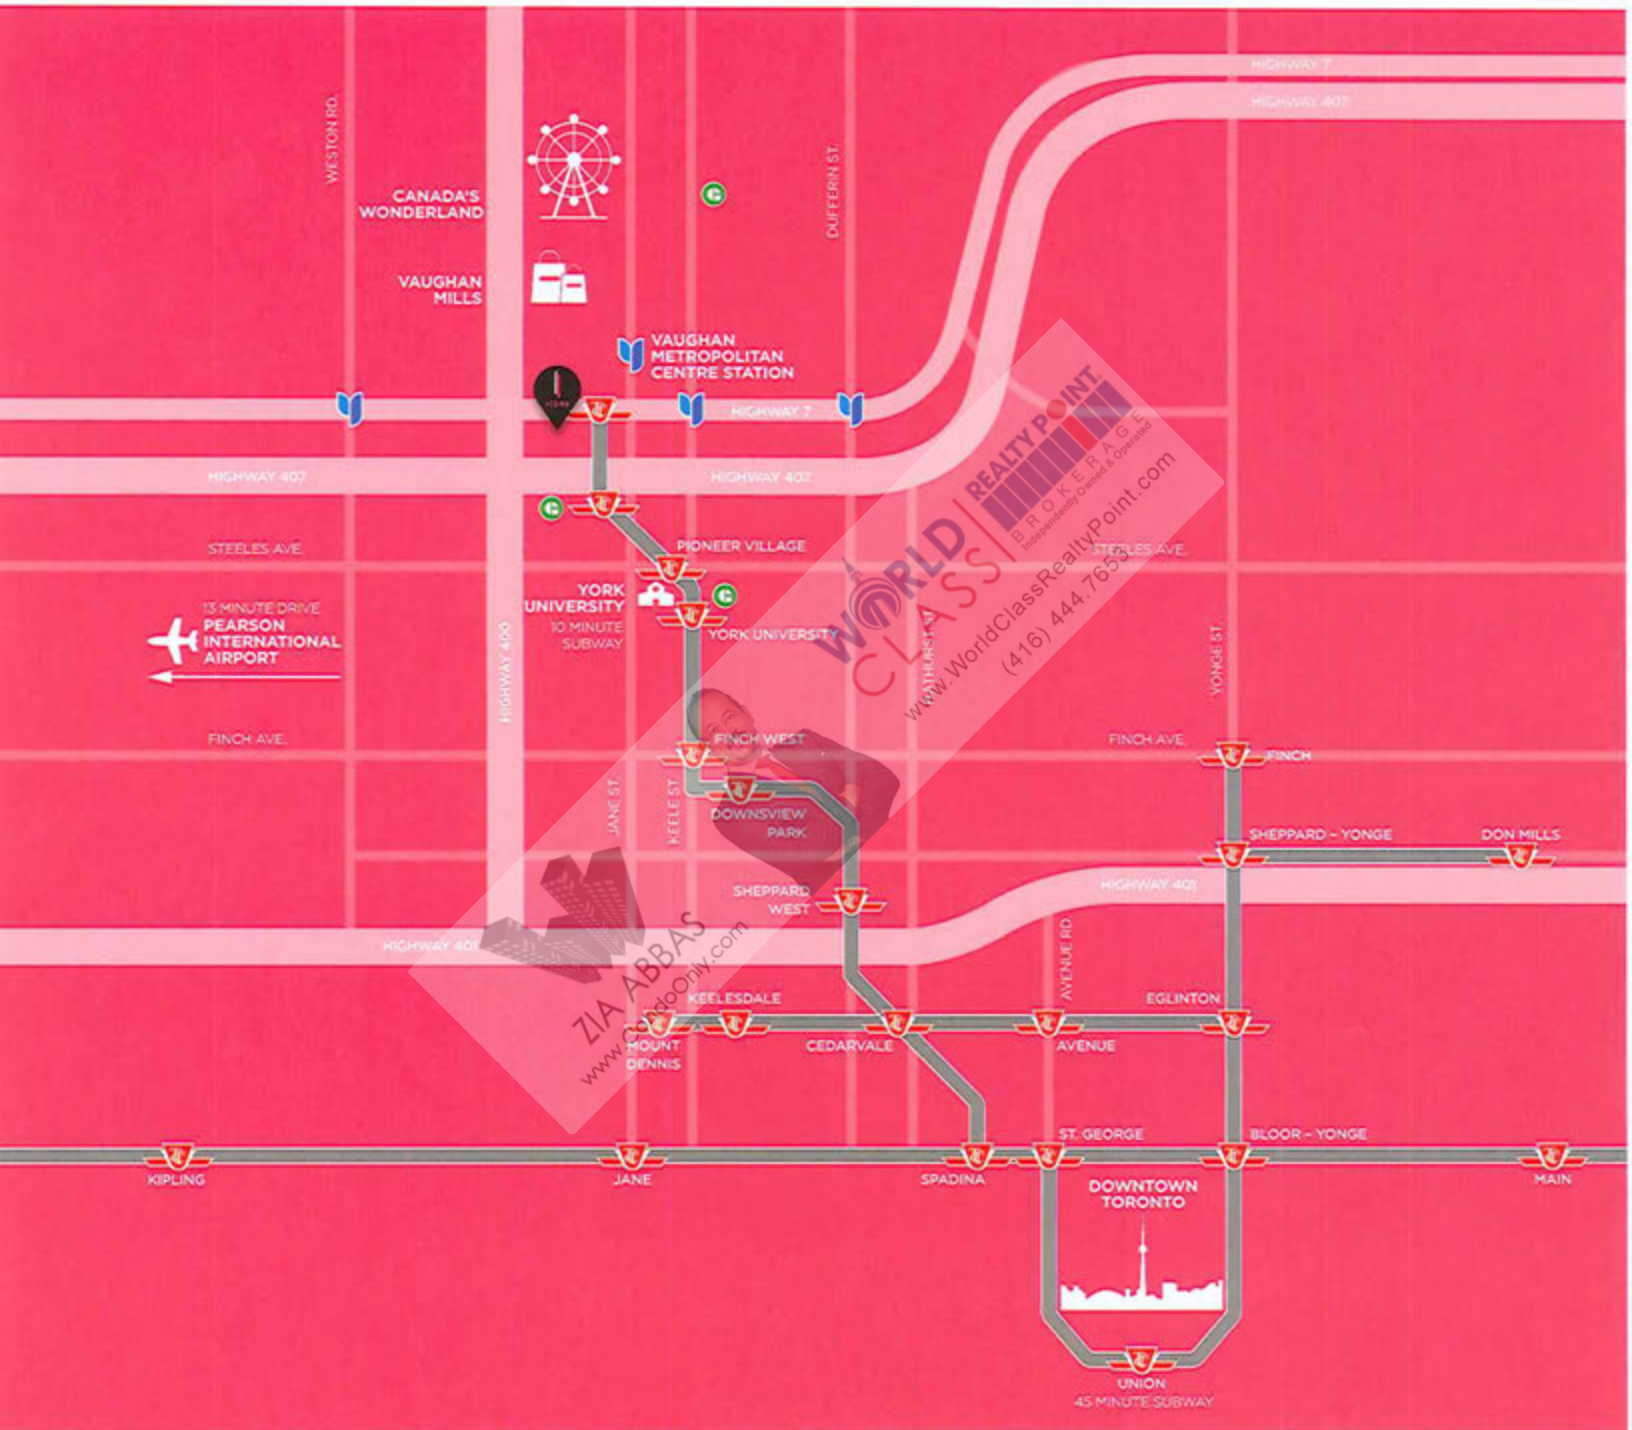 HIGHWAY 7
HIGHWAY 407
WESTON RD.
DUFFERIN ST.
CANADA'S
WONDERLAND
VAUGHAN
MILLS
VAUGHAN
METROPOLITAN
CENTRE STATION
HIGHWAY 7
HIGHWAY 407
HIGHWAY 407
REALTY POINT
BROKERAGE
Independently Owned & Operated
WORLD
CLASS
www.WorldClassRealtyPoint.com
(416) 444.7653
STEELES AVE.
PIONEER VILLAGE
STEELES AVE.
YORK
UNIVERSITY
10 MINUTE
SUBWAY
YORK UNIVERSITY
13 MINUTE DRIVE
PEARSON
INTERNATIONAL
AIRPORT
HIGHWAY 400
BATHURST ST.
YONGE ST.
FINCH AVE.
FINCH WEST
FINCH AVE.
FINCH
JANE ST.
KEELE ST.
DOWNSVIEW
PARK
SHEPPARD – YONGE
DON MILLS
SHEPPARD
WEST
HIGHWAY 401
HIGHWAY 401
AVENUE RD.
ZIA ABBAS
www.CondoOnly.com
KEELESDALE
EGLINTON
MOUNT
DENNIS
CEDARVALE
AVENUE
ST. GEORGE
BLOOR – YONGE
KIPLING
JANE
SPADINA
MAIN
DOWNTOWN
TORONTO
UNION
45 MINUTE SUBWAY